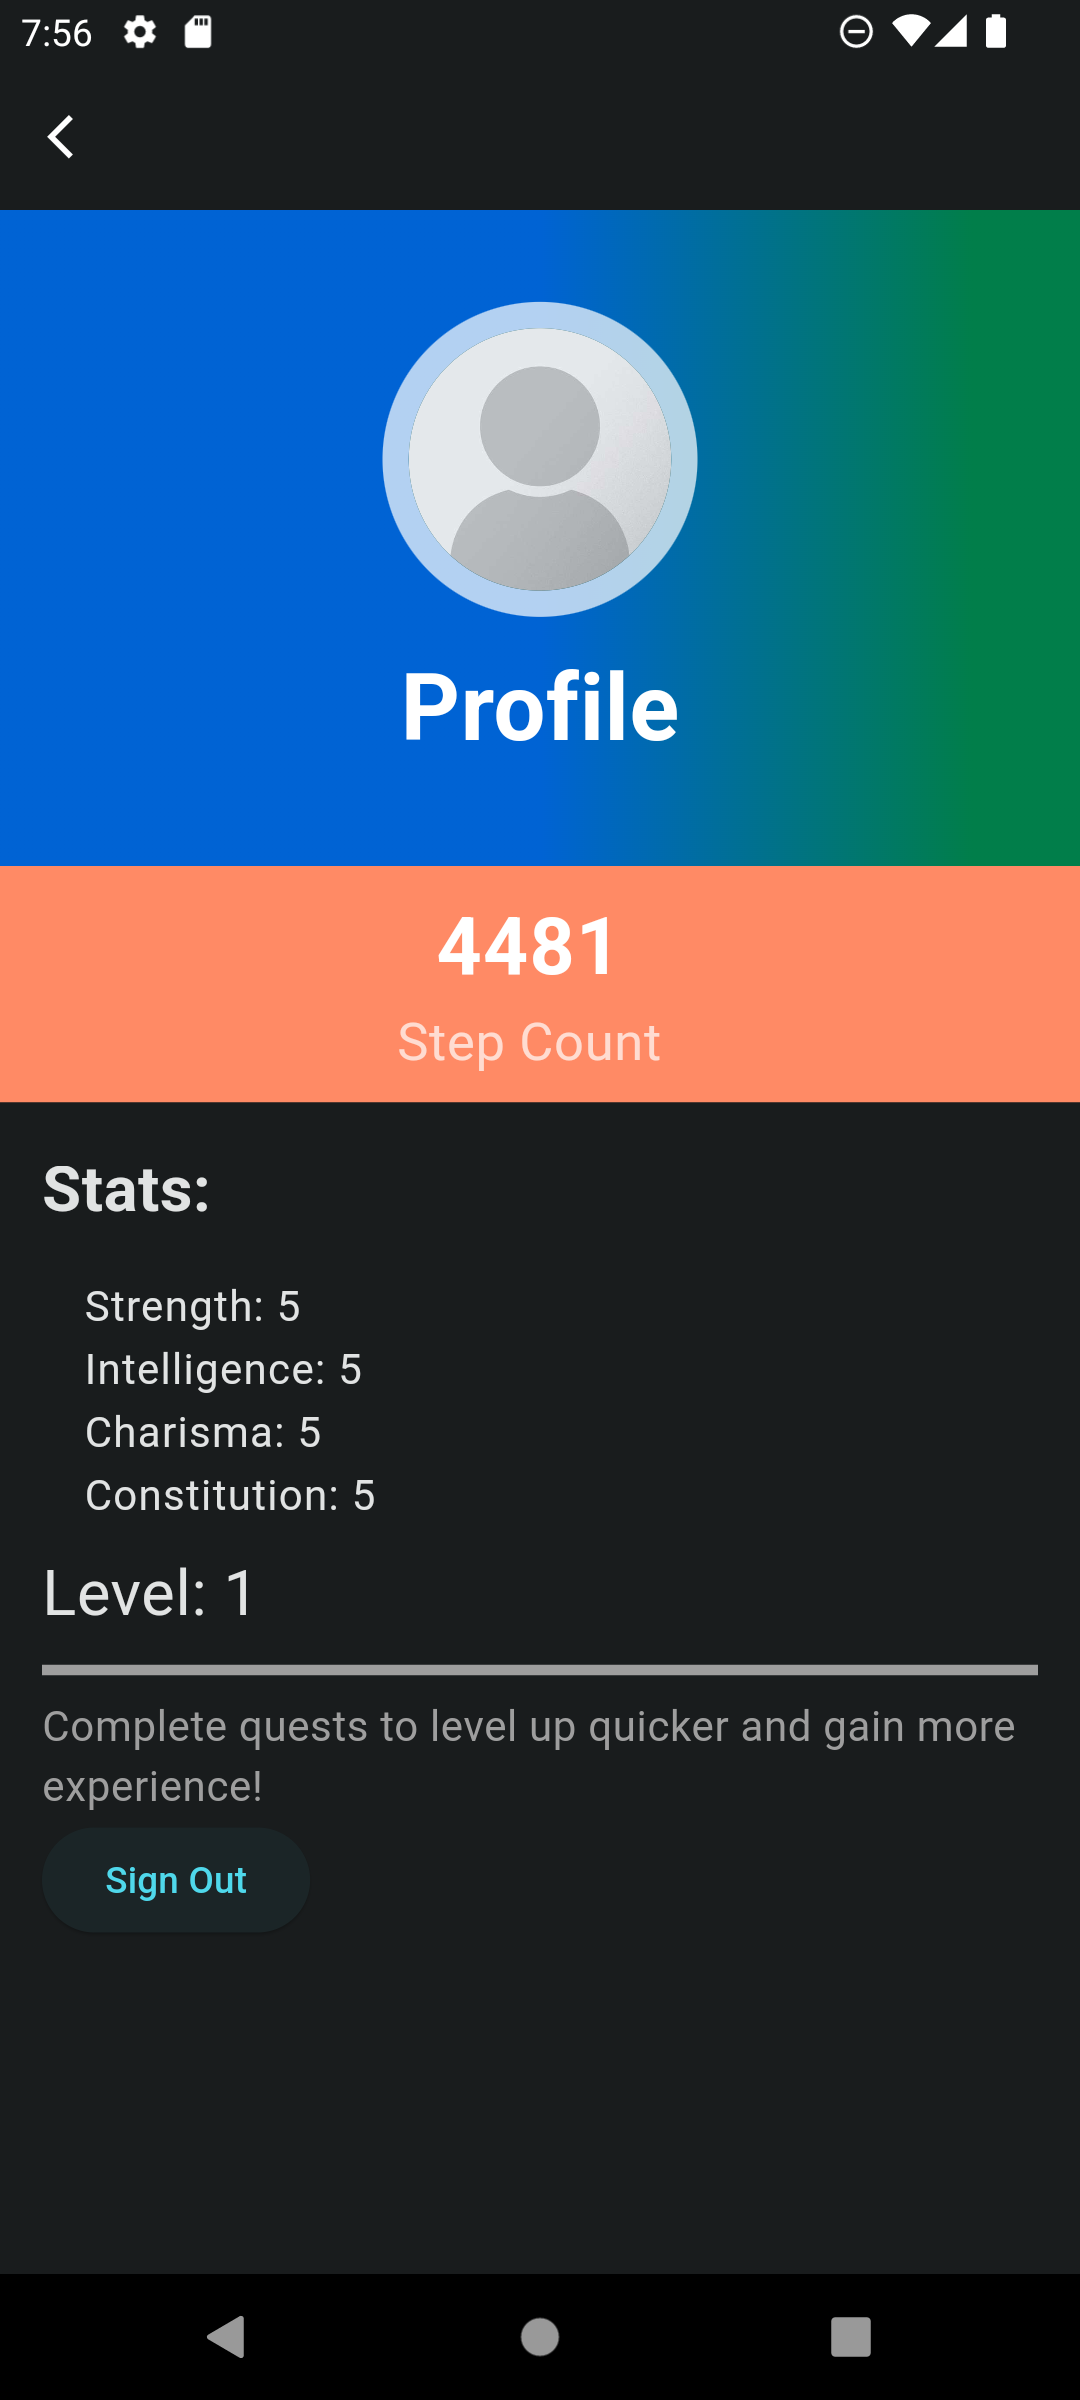 7:56
Profile
4481
Step Count
Stats:
Strength: 5
Intelligence: 5
Charisma: 5
Constitution: 5
Level: 1
Complete quests to level up quicker and gain more
experience!
Sign Out